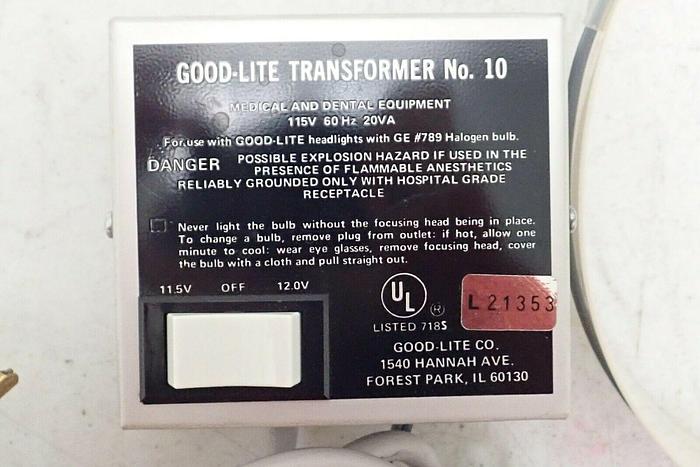 GOOD-LITE TRANSFORMER No. 10
MEDICAL AND DENTAL EQUIPMENT
115V 60 Hz 20VA
For use with GOOD-LITE headlights with GE #789 Halogen bulb.
DANGER POSSIBLE EXPLOSION HAZARD IF USED IN THE
PRESENCE OF FLAMMABLE ANESTHETICS
RELIABLY GROUNDED ONLY WITH HOSPITAL GRADE
RECEPTACLE
Never light the bulb without the focusing head being in place.
To change a bulb, remove plug from outlet: if hot, allow one
minute to cool: wear eye glasses, remove focusing head, cover
the bulb with a cloth and pull straight out.
11.5V OFF 12.0V
UL ®
LISTED 718S
L 21353
GOOD-LITE CO.
1540 HANNAH AVE.
FOREST PARK, IL 60130